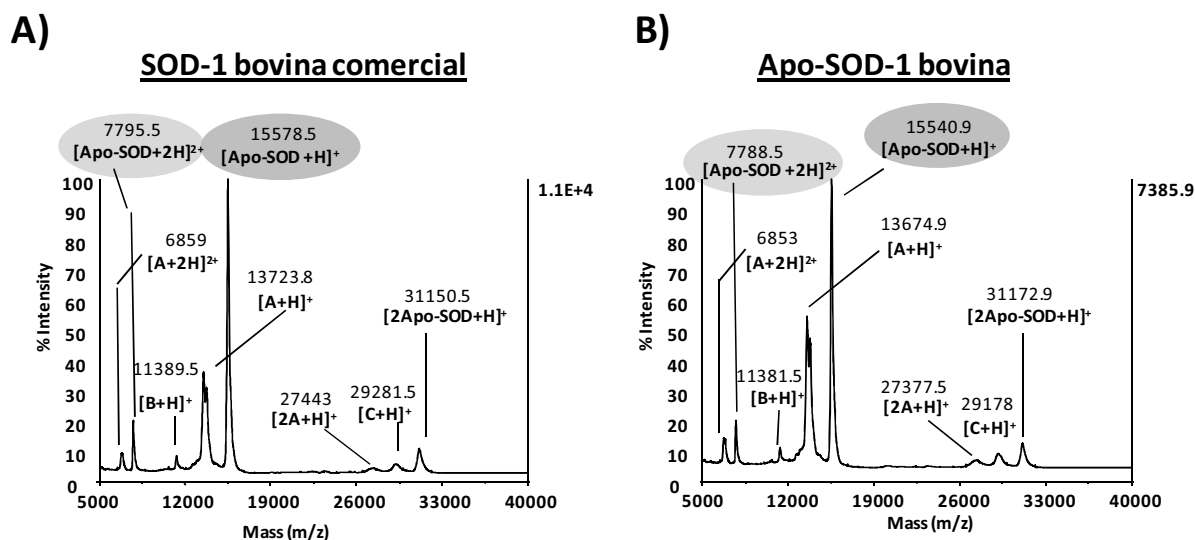 A)
SOD-1 bovina comercial
7795.5
[Apo-SOD+2H]²⁺
15578.5
[Apo-SOD +H]⁺
6859
[A+2H]²⁺
13723.8
[A+H]⁺
11389.5
[B+H]⁺
27443
[2A+H]⁺
29281.5
[C+H]⁺
31150.5
[2Apo-SOD+H]⁺
1.1E+4
% Intensity
100
90
80
70
60
50
40
30
20
10
0
5000 12000 19000 26000 33000 40000
Mass (m/z)
B)
Apo-SOD-1 bovina
7788.5
[Apo-SOD +2H]²⁺
15540.9
[Apo-SOD+H]⁺
6853
[A+2H]²⁺
13674.9
[A+H]⁺
11381.5
[B+H]⁺
27377.5
[2A+H]⁺
29178
[C+H]⁺
31172.9
[2Apo-SOD+H]⁺
7385.9
% Intensity
100
90
80
70
60
50
40
30
20
10
0
5000 12000 19000 26000 33000 40000
Mass (m/z)